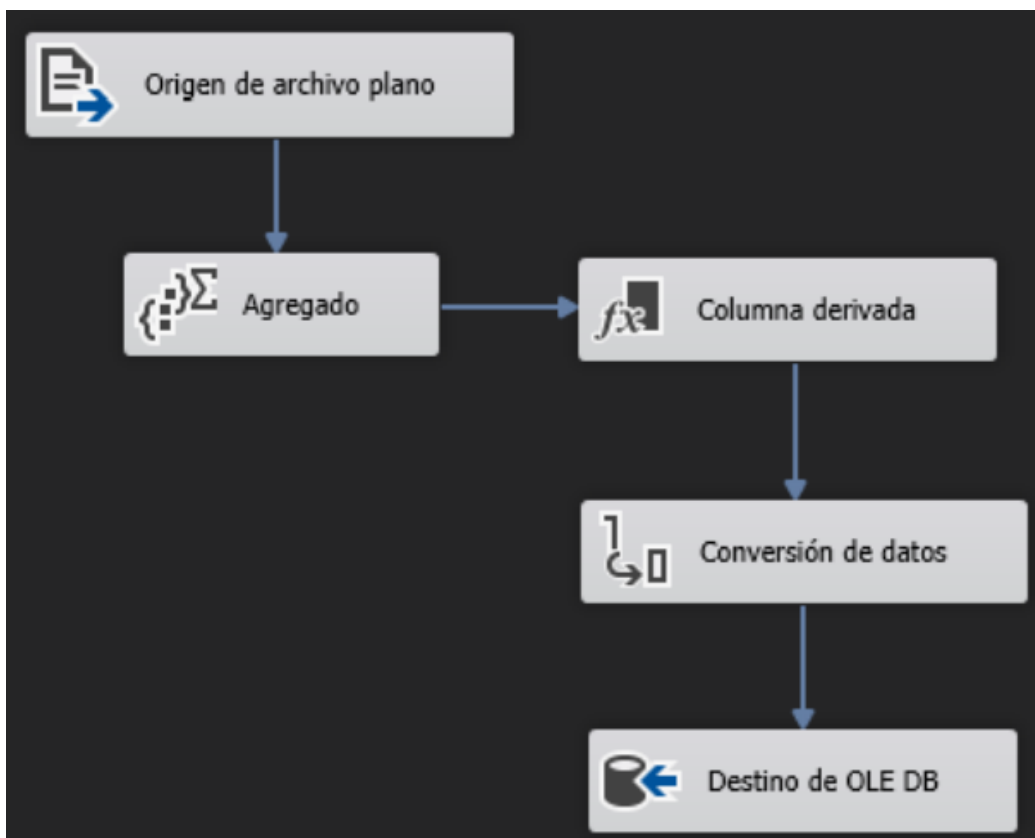 Origen de archivo plano
Agregado
Columna derivada
Conversión de datos
Destino de OLE DB